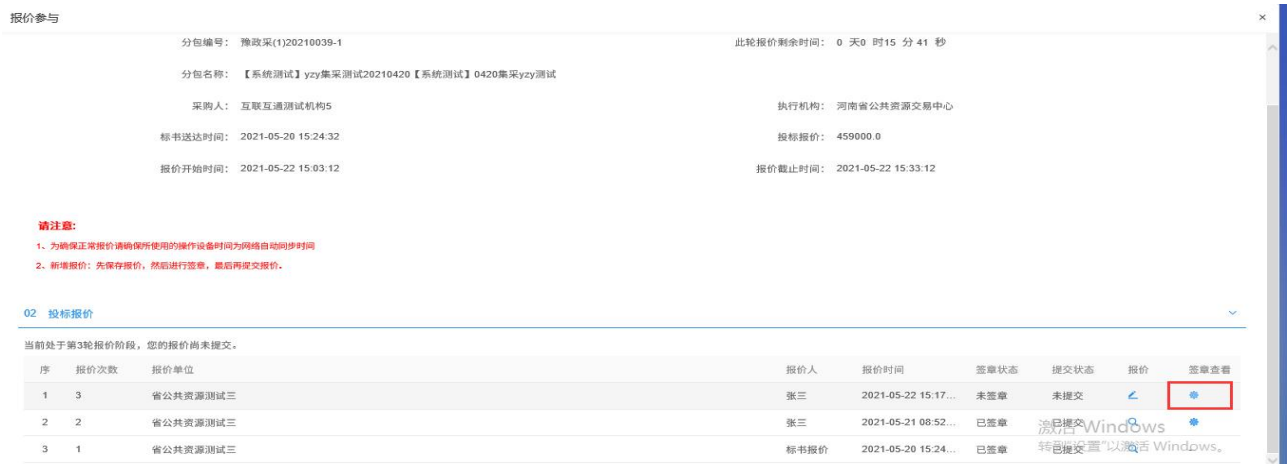 报价参与 ×
分包编号： 豫政采(1)20210039-1 此轮报价剩余时间： 0 天0 时15 分 41 秒
分包名称： 【系统测试】yzy集采测试20210420【系统测试】0420集采yzy测试
采购人： 互联互通测试机构5 执行机构： 河南省公共资源交易中心
标书送达时间： 2021-05-20 15:24:32 投标报价： 459000.0
报价开始时间： 2021-05-22 15:03:12 报价截止时间： 2021-05-22 15:33:12
请注意:
1、为确保正常报价请确保所使用的操作设备时间为网络自动同步时间
2、新增报价：先保存报价，然后进行签章，最后再提交报价。
02 投标报价
当前处于第3轮报价阶段，您的报价尚未提交。
序 报价次数 报价单位 报价人 报价时间 签章状态 提交状态 报价 签章查看
1 3 省公共资源测试三 张三 2021-05-22 15:17... 未签章 未提交
2 2 省公共资源测试三 张三 2021-05-21 08:52... 已签章 已提交
激活 Windows
3 1 省公共资源测试三 标书报价 2021-05-20 15:24... 已签章 已提交
转到"设置"以激活 Windows。